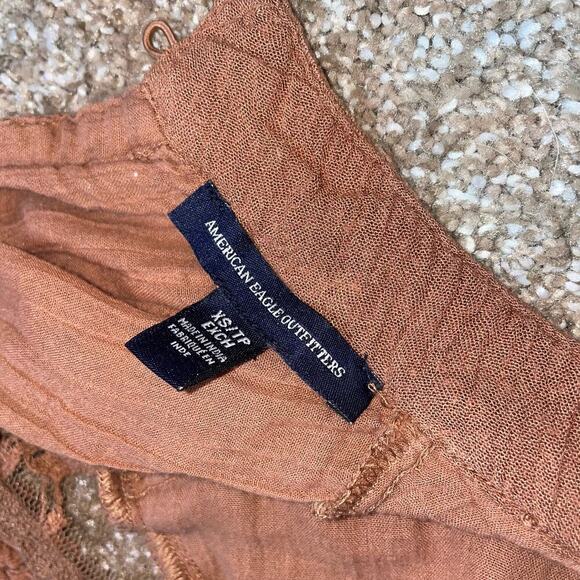 AMERICAN EAGLE OUTFITTERS
XS/TP
EXCH
MADE IN INDIA
FABRIQUÉ EN
INDE